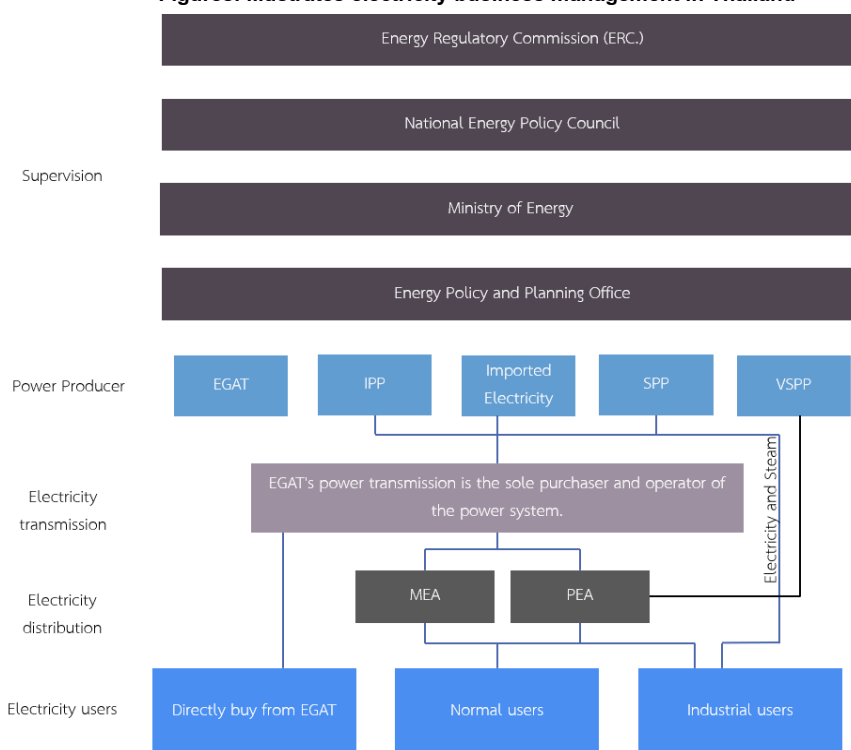 Energy Regulatory Commission (ERC.)
National Energy Policy Council
Supervision
Ministry of Energy
Energy Policy and Planning Office
Power Producer
EGAT
IPP
Imported
Electricity
SPP
VSPP
Electricity and Steam
EGAT's power transmission is the sole purchaser and operator of
the power system.
Electricity
transmission
MEA
PEA
Electricity
distribution
Electricity users
Directly buy from EGAT
Normal users
Industrial users